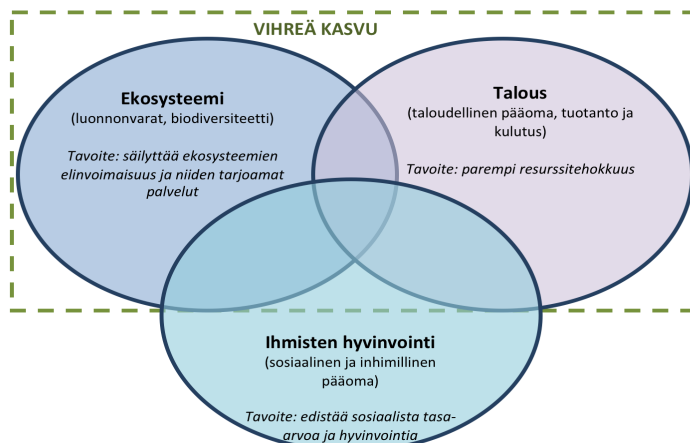 VIHREÄ KASVU
Ekosysteemi
(luonnonvarat, biodiversiteetti)
Tavoite: säilyttää ekosysteemien
elinvoimaisuus ja niiden tarjoamat
palvelut
Talous
(taloudellinen pääoma, tuotanto ja
kulutus)
Tavoite: parempi resurssitehokkuus
Ihmisten hyvinvointi
(sosiaalinen ja inhimillinen
pääoma)
Tavoite: edistää sosiaalista tasa-
arvoa ja hyvinvointia